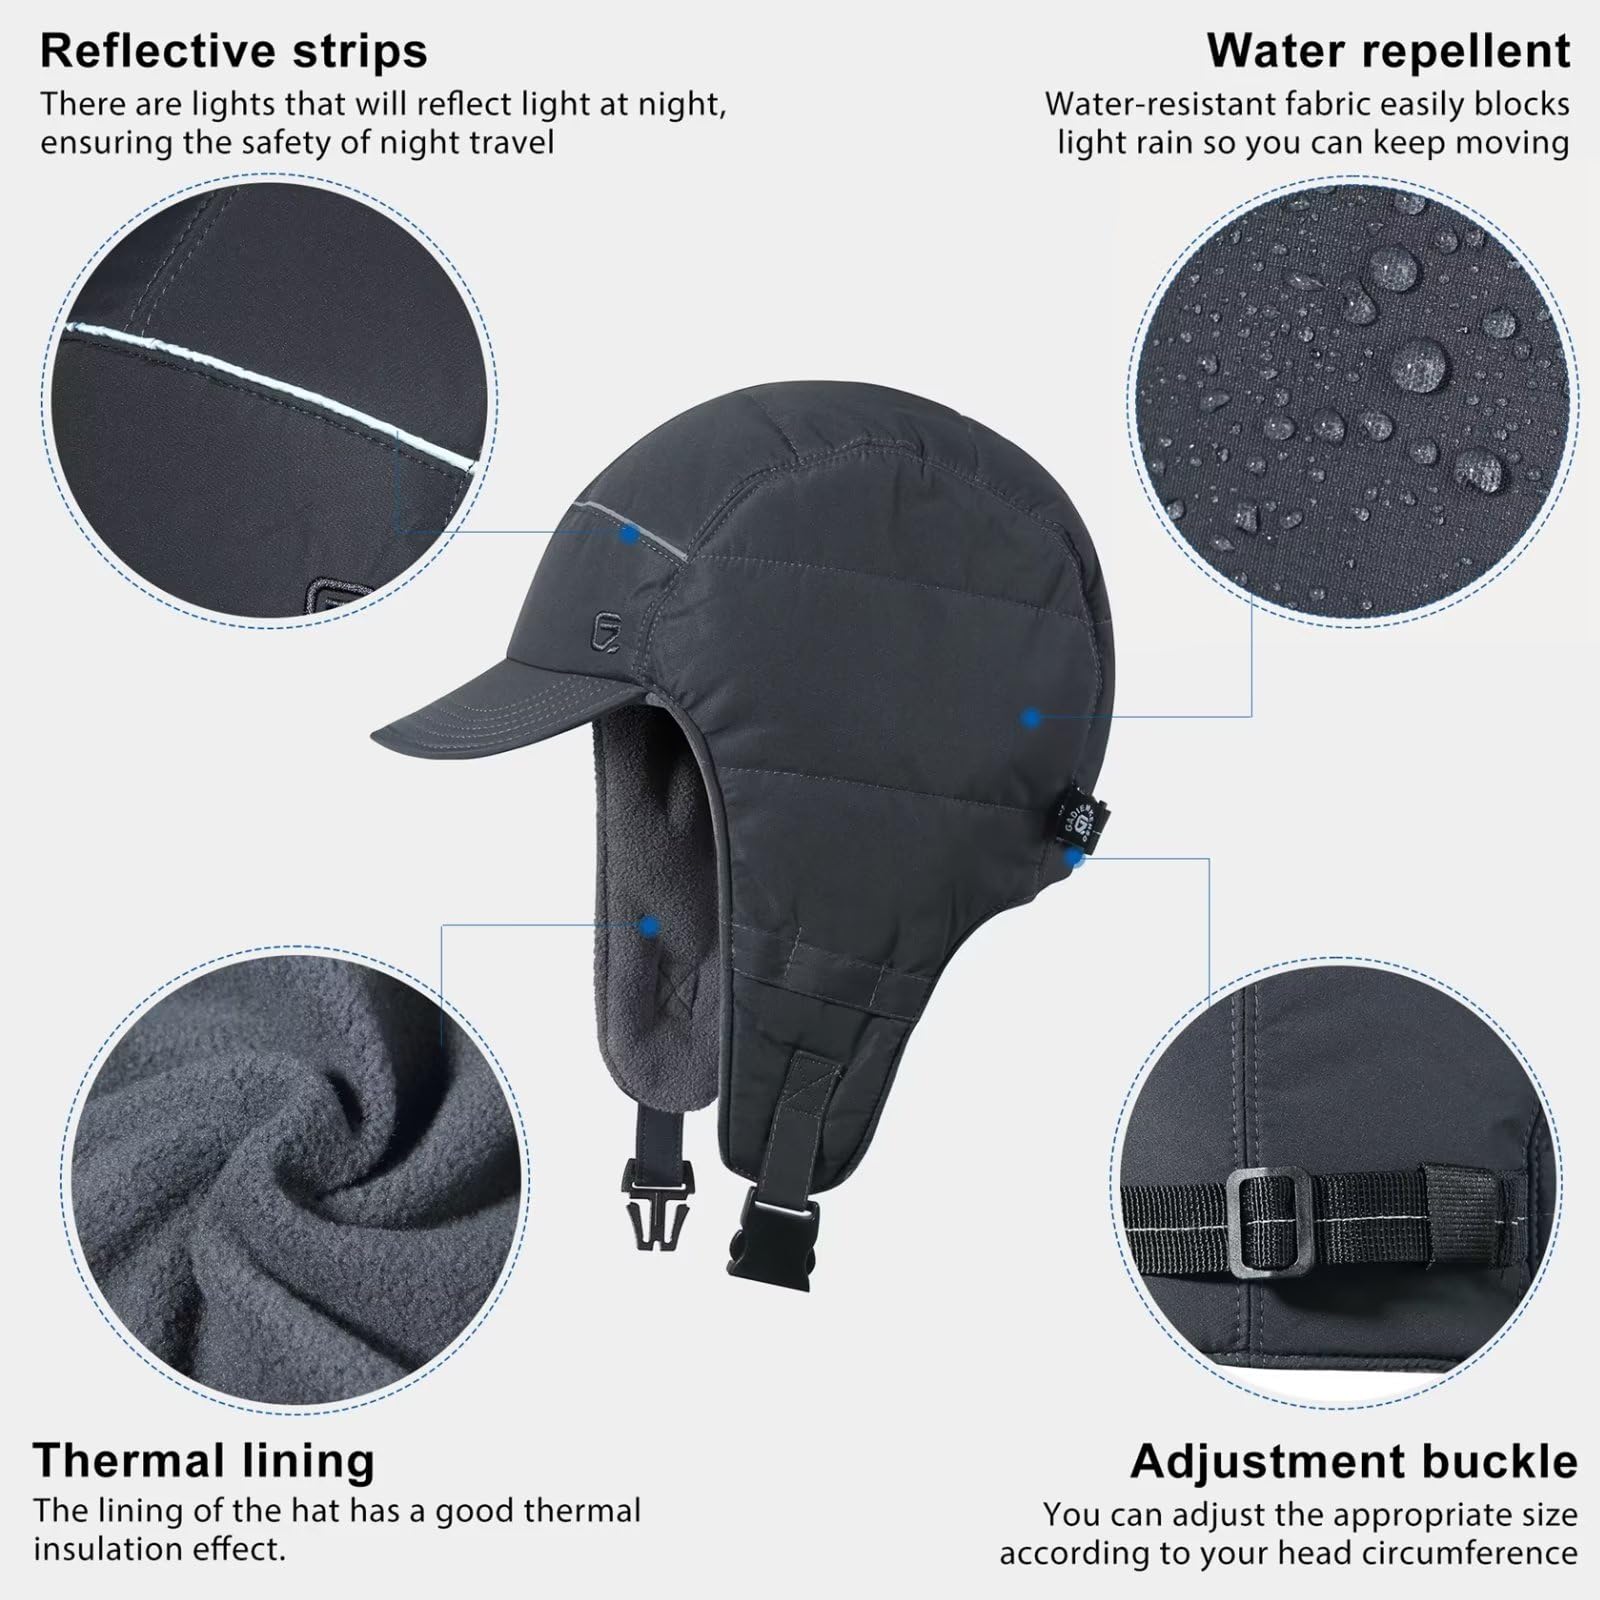 Reflective strips
There are lights that will reflect light at night,
ensuring the safety of night travel
Water repellent
Water-resistant fabric easily blocks
light rain so you can keep moving
Thermal lining
The lining of the hat has a good thermal
insulation effect.
Adjustment buckle
You can adjust the appropriate size
according to your head circumference